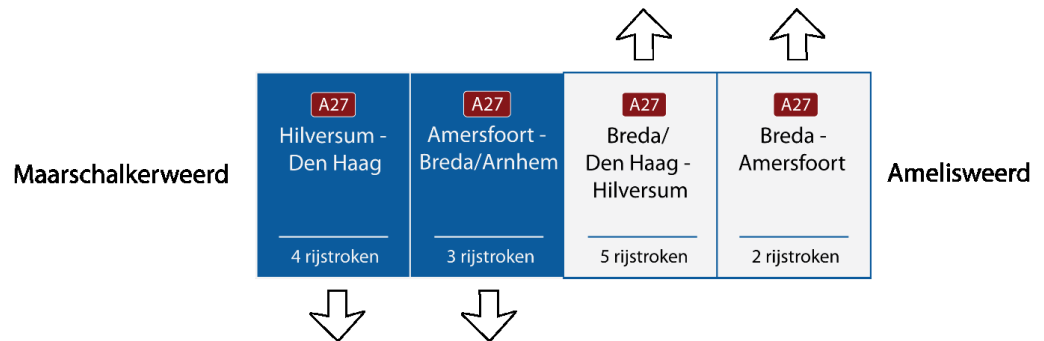 Maarschalkerweerd
A27
Hilversum -
Den Haag
4 rijstroken
A27
Amersfoort -
Breda/Arnhem
3 rijstroken
A27
Breda/
Den Haag -
Hilversum
5 rijstroken
A27
Breda -
Amersfoort
2 rijstroken
Amelisweerd